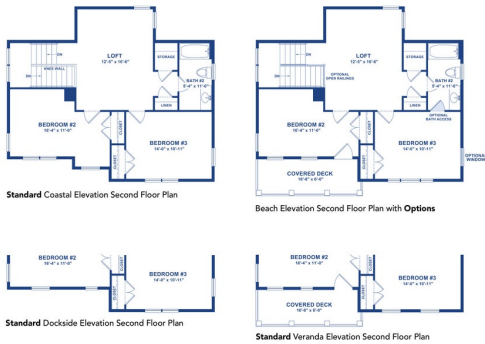 LOFT
12'-5" x 16'-6"
STORAGE
DN
KNEE WALL
DN
BATH #2
5'-4" x 11'-0"
LINEN
BEDROOM #2
16'-4" x 11'-0"
CLOSET
CLOSET
BEDROOM #3
14'-0" x 10'-11"
Standard Coastal Elevation Second Floor Plan
LOFT
12'-5" x 16'-6"
STORAGE
DN
OPTIONAL
OPEN RAILINGS
DN
BATH #2
5'-4" x 11'-0"
LINEN
OPTIONAL
BATH ACCESS
BEDROOM #2
16'-4" x 11'-0"
CLOSET
CLOSET
BEDROOM #3
14'-0" x 10'-11"
OPTIONAL
WINDOW
COVERED DECK
Beach Elevation Second Floor Plan with Options
BEDROOM #2
16'-4" x 11'-0"
CLOSET
CLOSET
BEDROOM #3
14'-0" x 10'-11"
Standard Dockside Elevation Second Floor Plan
BEDROOM #2
16'-4" x 11'-0"
CLOSET
CLOSET
BEDROOM #3
14'-0" x 10'-11"
COVERED DECK
Standard Veranda Elevation Second Floor Plan